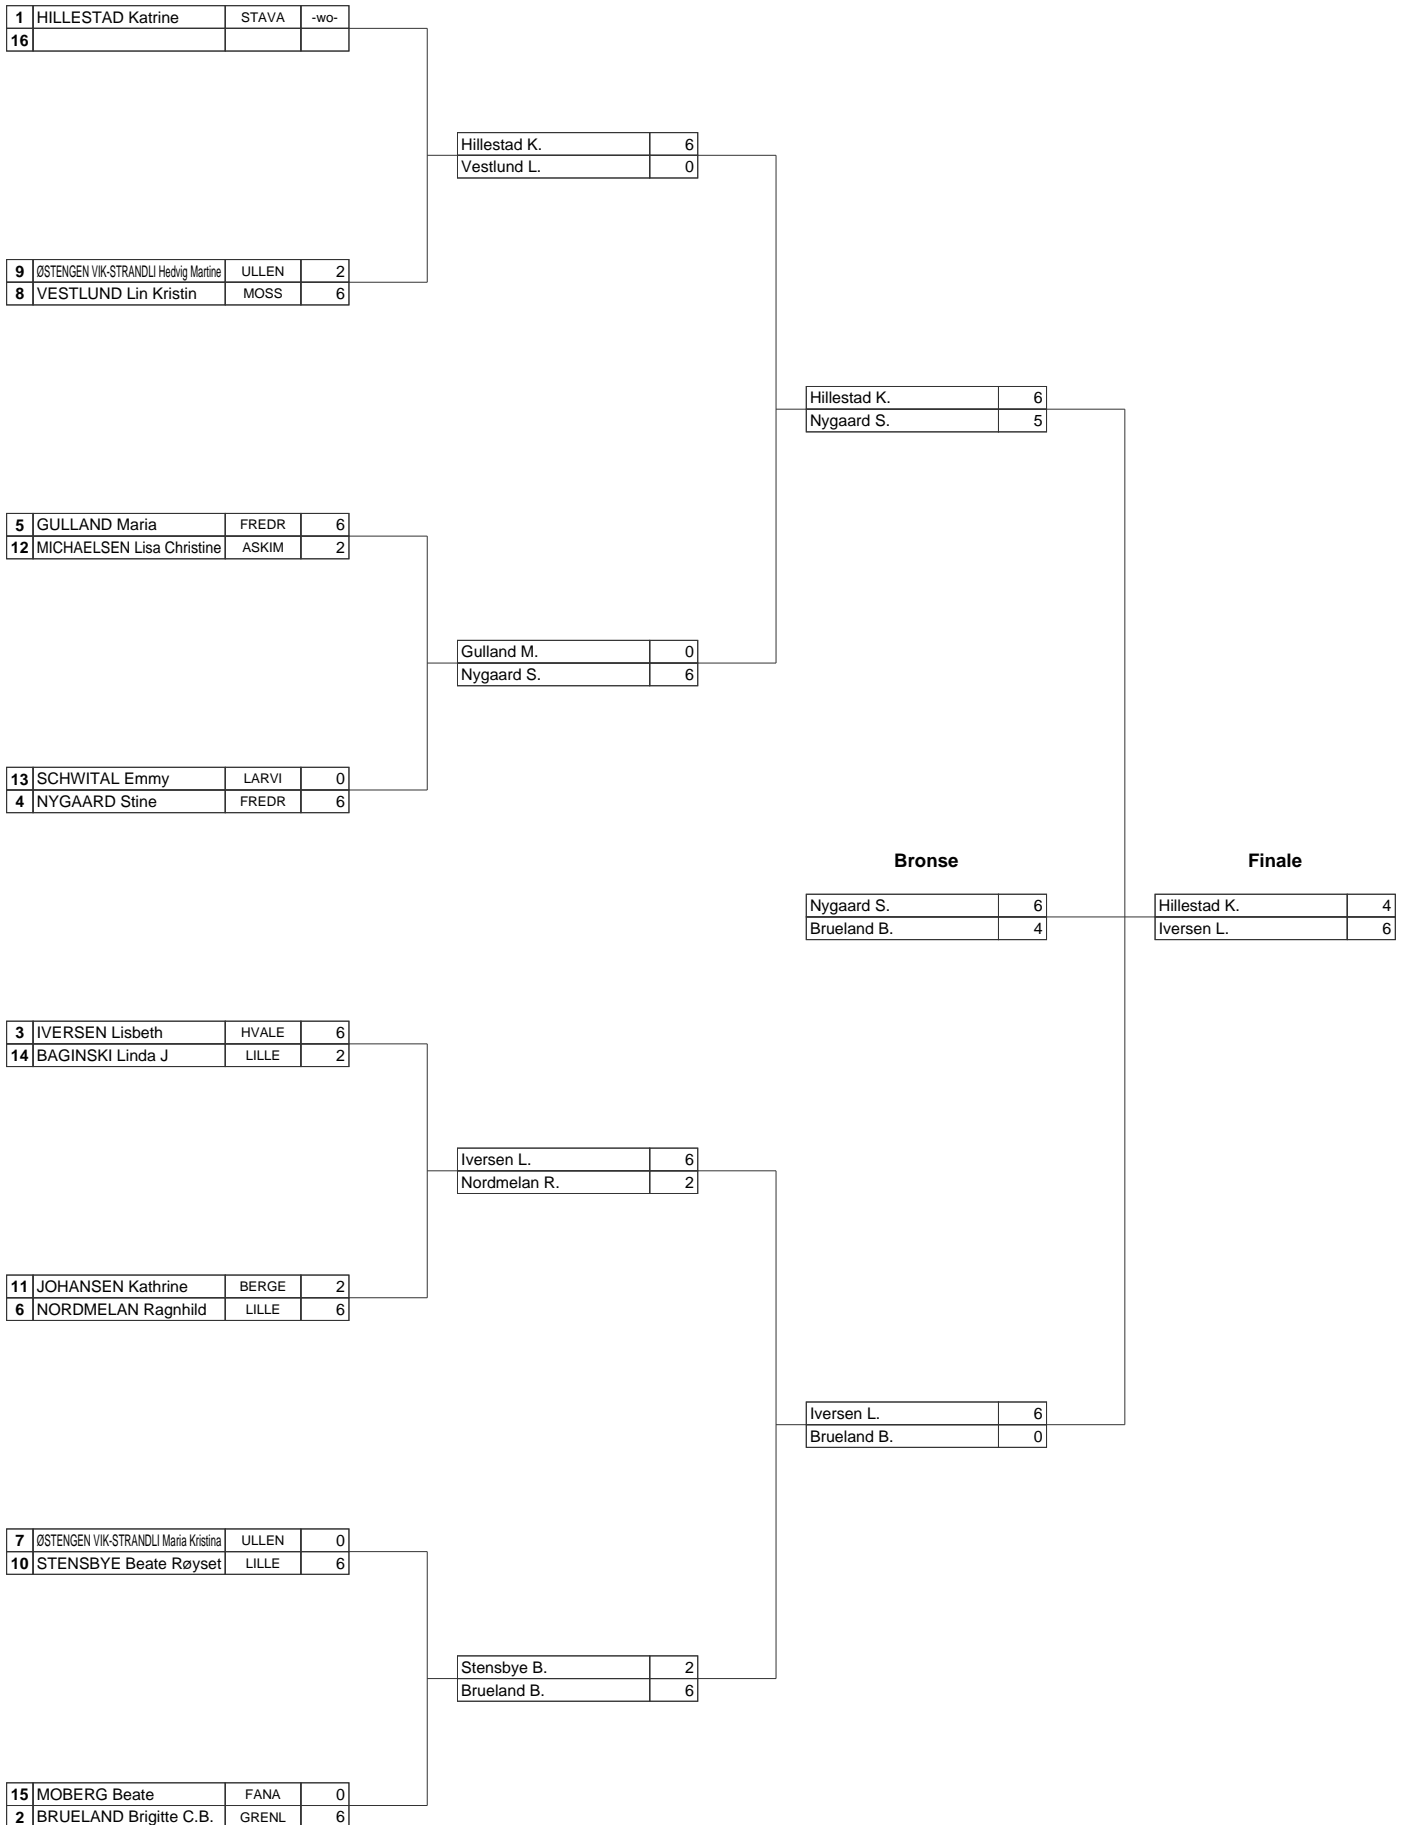 1 HILLESTAD Katrine STAVA -wo-
16
Hillestad K. 6
Vestlund L. 0
9 ØSTENGEN VIK-STRANDLI Hedvig Martine ULLEN 2
8 VESTLUND Lin Kristin MOSS 6
Hillestad K. 6
Nygaard S. 5
5 GULLAND Maria FREDR 6
12 MICHAELSEN Lisa Christine ASKIM 2
Gulland M. 0
Nygaard S. 6
13 SCHWITAL Emmy LARVI 0
4 NYGAARD Stine FREDR 6
Bronse Finale
Nygaard S. 6 Hillestad K. 4
Brueland B. 4 Iversen L. 6
3 IVERSEN Lisbeth HVALE 6
14 BAGINSKI Linda J LILLE 2
Iversen L. 6
Nordmelan R. 2
11 JOHANSEN Kathrine BERGE 2
6 NORDMELAN Ragnhild LILLE 6
Iversen L. 6
Brueland B. 0
7 ØSTENGEN VIK-STRANDLI Maria Kristina ULLEN 0
10 STENSBYE Beate Røyset LILLE 6
Stensbye B. 2
Brueland B. 6
15 MOBERG Beate FANA 0
2 BRUELAND Brigitte C.B. GRENL 6